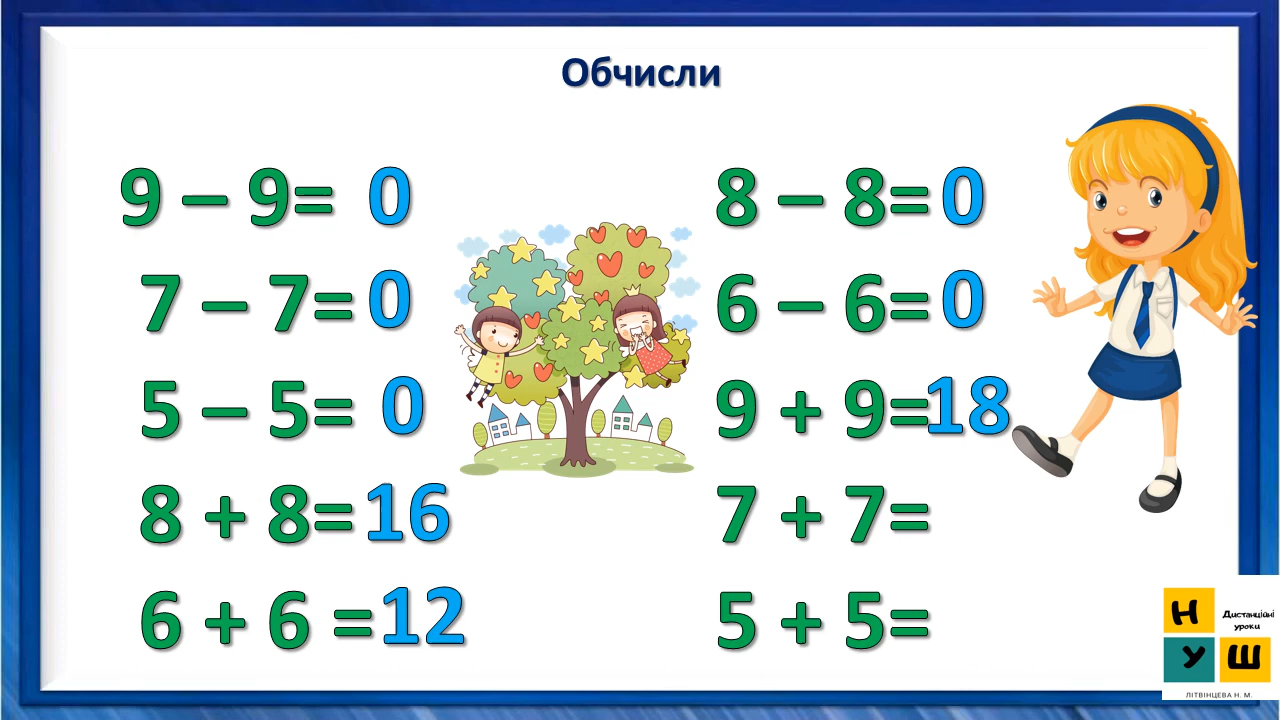 Обчисли
9 – 9= 0
7 – 7= 0
5 – 5= 0
8 + 8= 16
6 + 6 = 12
8 – 8= 0
6 – 6= 0
9 + 9= 18
7 + 7=
5 + 5=
Н
У Ш
Дистанційні
уроки
ЛІТВІНЦЕВА Н. М.